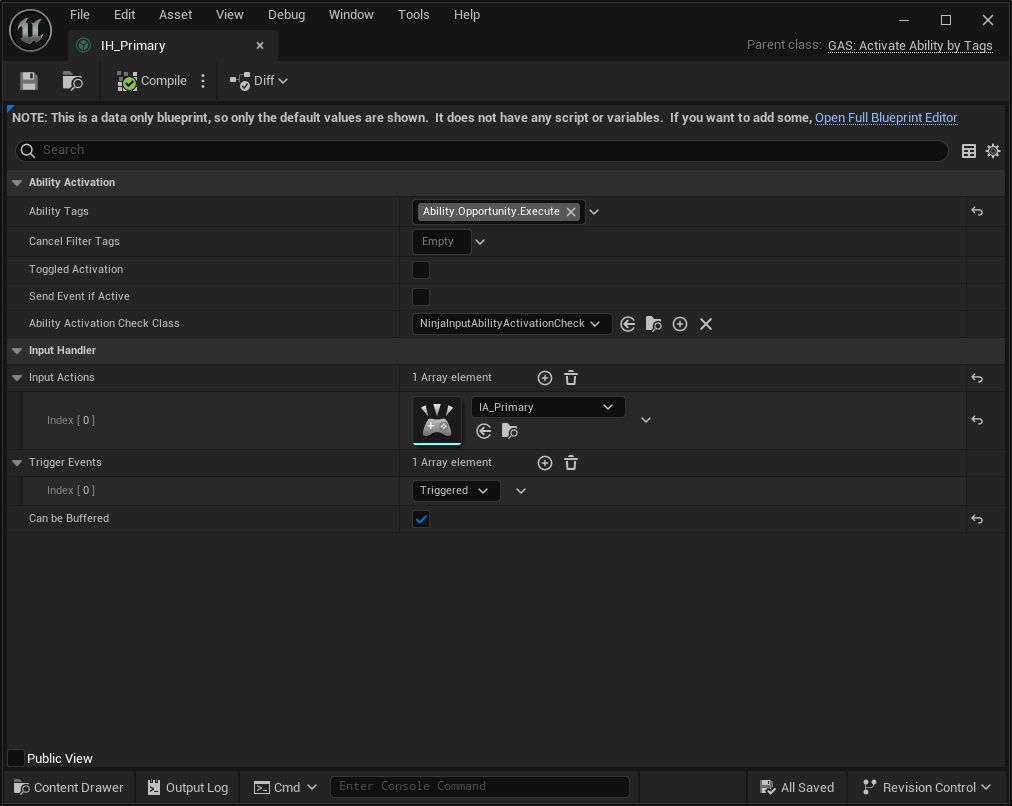 File Edit Asset View Debug Window Tools Help
IH_Primary
Parent class: GAS: Activate Ability by Tags
Compile Diff
NOTE: This is a data only blueprint, so only the default values are shown. It does not have any script or variables. If you want to add some, Open Full Blueprint Editor
Search
Ability Activation
Ability Tags Ability.Opportunity.Execute
Cancel Filter Tags Empty
Toggled Activation
Send Event if Active
Ability Activation Check Class NinjaInputAbilityActivationCheck
Input Handler
Input Actions 1 Array element
Index [ 0 ] IA_Primary
Trigger Events 1 Array element
Index [ 0 ] Triggered
Can be Buffered
Public View
Content Drawer Output Log Cmd Enter Console Command All Saved Revision Control